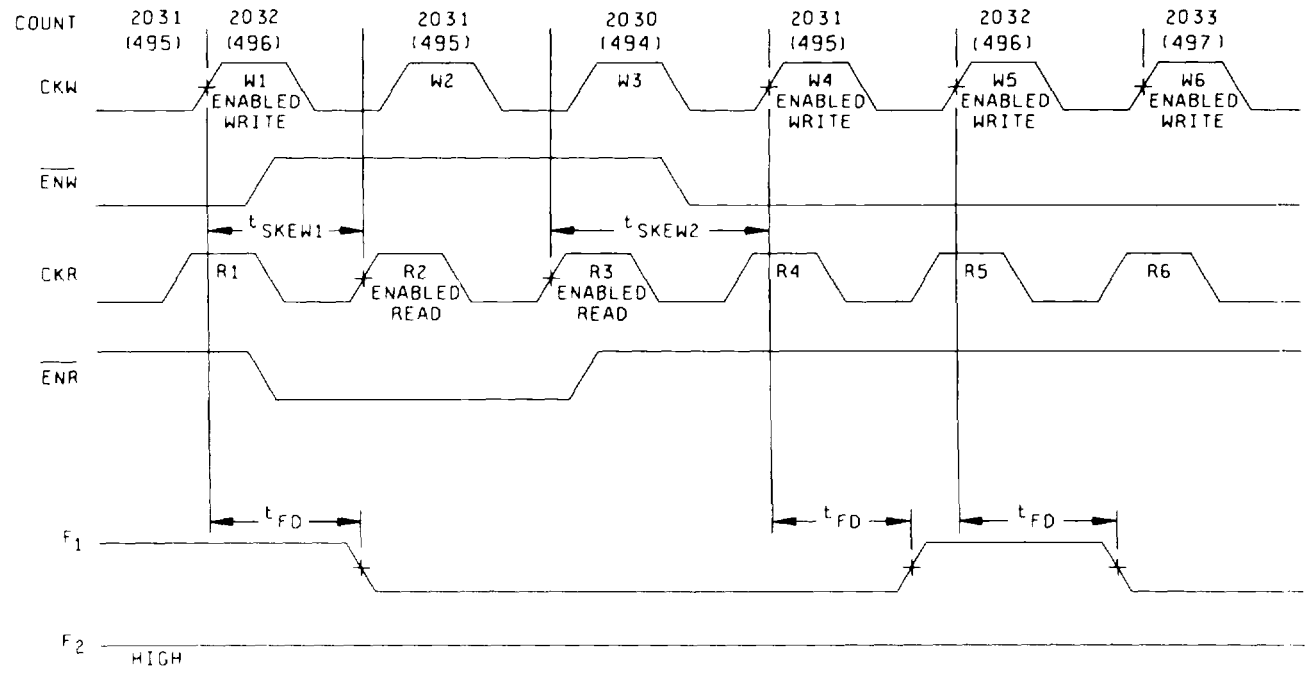 COUNT 2031 2032 2031 2030 2031 2032 2033
(495) (496) (495) (494) (495) (496) (497)
CKW W1 W2 W3 W4 W5 W6
ENABLED ENABLED ENABLED ENABLED
WRITE WRITE WRITE WRITE
ENW
tSKEW1 tSKEW2
CKR R1 R2 R3 R4 R5 R6
ENABLED ENABLED
READ READ
ENR
tFD tFD tFD
F1
F2
HIGH